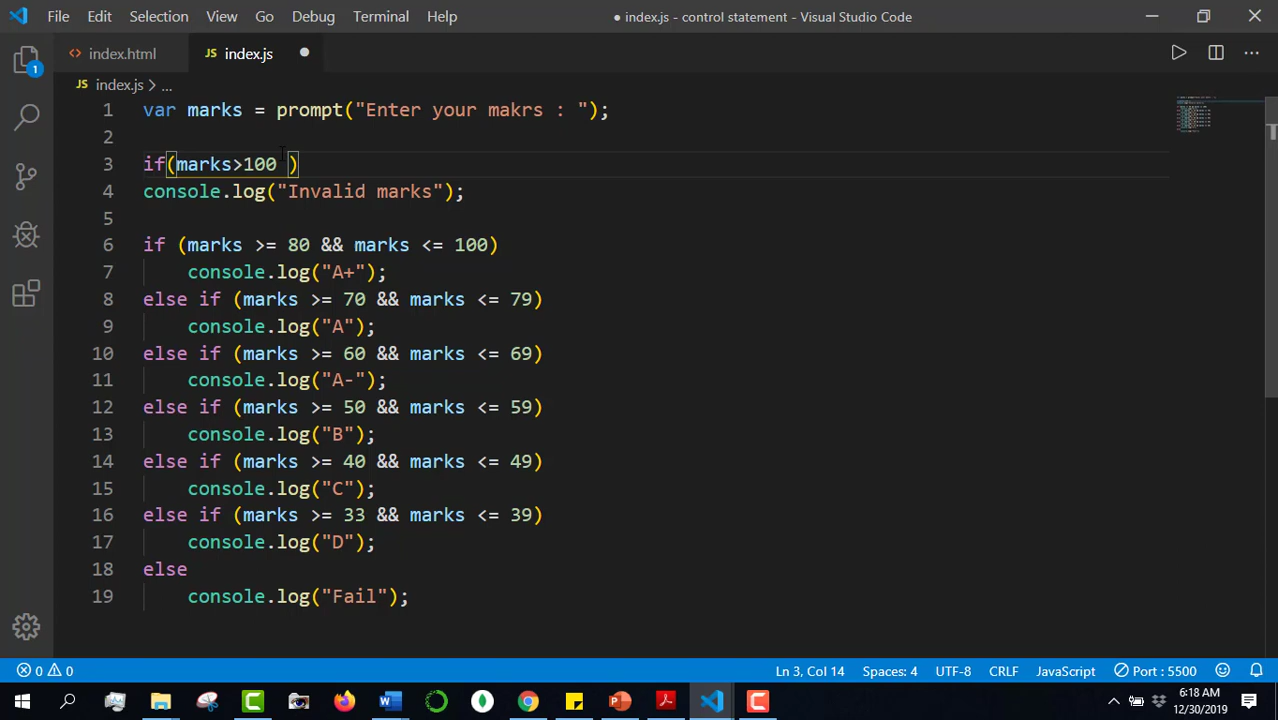 File Edit Selection View Go Debug Terminal Help ● index.js - control statement - Visual Studio Code
index.html JS index.js
JS index.js > ...
1 var marks = prompt("Enter your makrs : ");
2
3 if(marks>100 )
4 console.log("Invalid marks");
5
6 if (marks >= 80 && marks <= 100)
7 console.log("A+");
8 else if (marks >= 70 && marks <= 79)
9 console.log("A");
10 else if (marks >= 60 && marks <= 69)
11 console.log("A-");
12 else if (marks >= 50 && marks <= 59)
13 console.log("B");
14 else if (marks >= 40 && marks <= 49)
15 console.log("C");
16 else if (marks >= 33 && marks <= 39)
17 console.log("D");
18 else
19 console.log("Fail");
1
0 0 Ln 3, Col 14 Spaces: 4 UTF-8 CRLF JavaScript Port : 5500
6:18 AM
12/30/2019